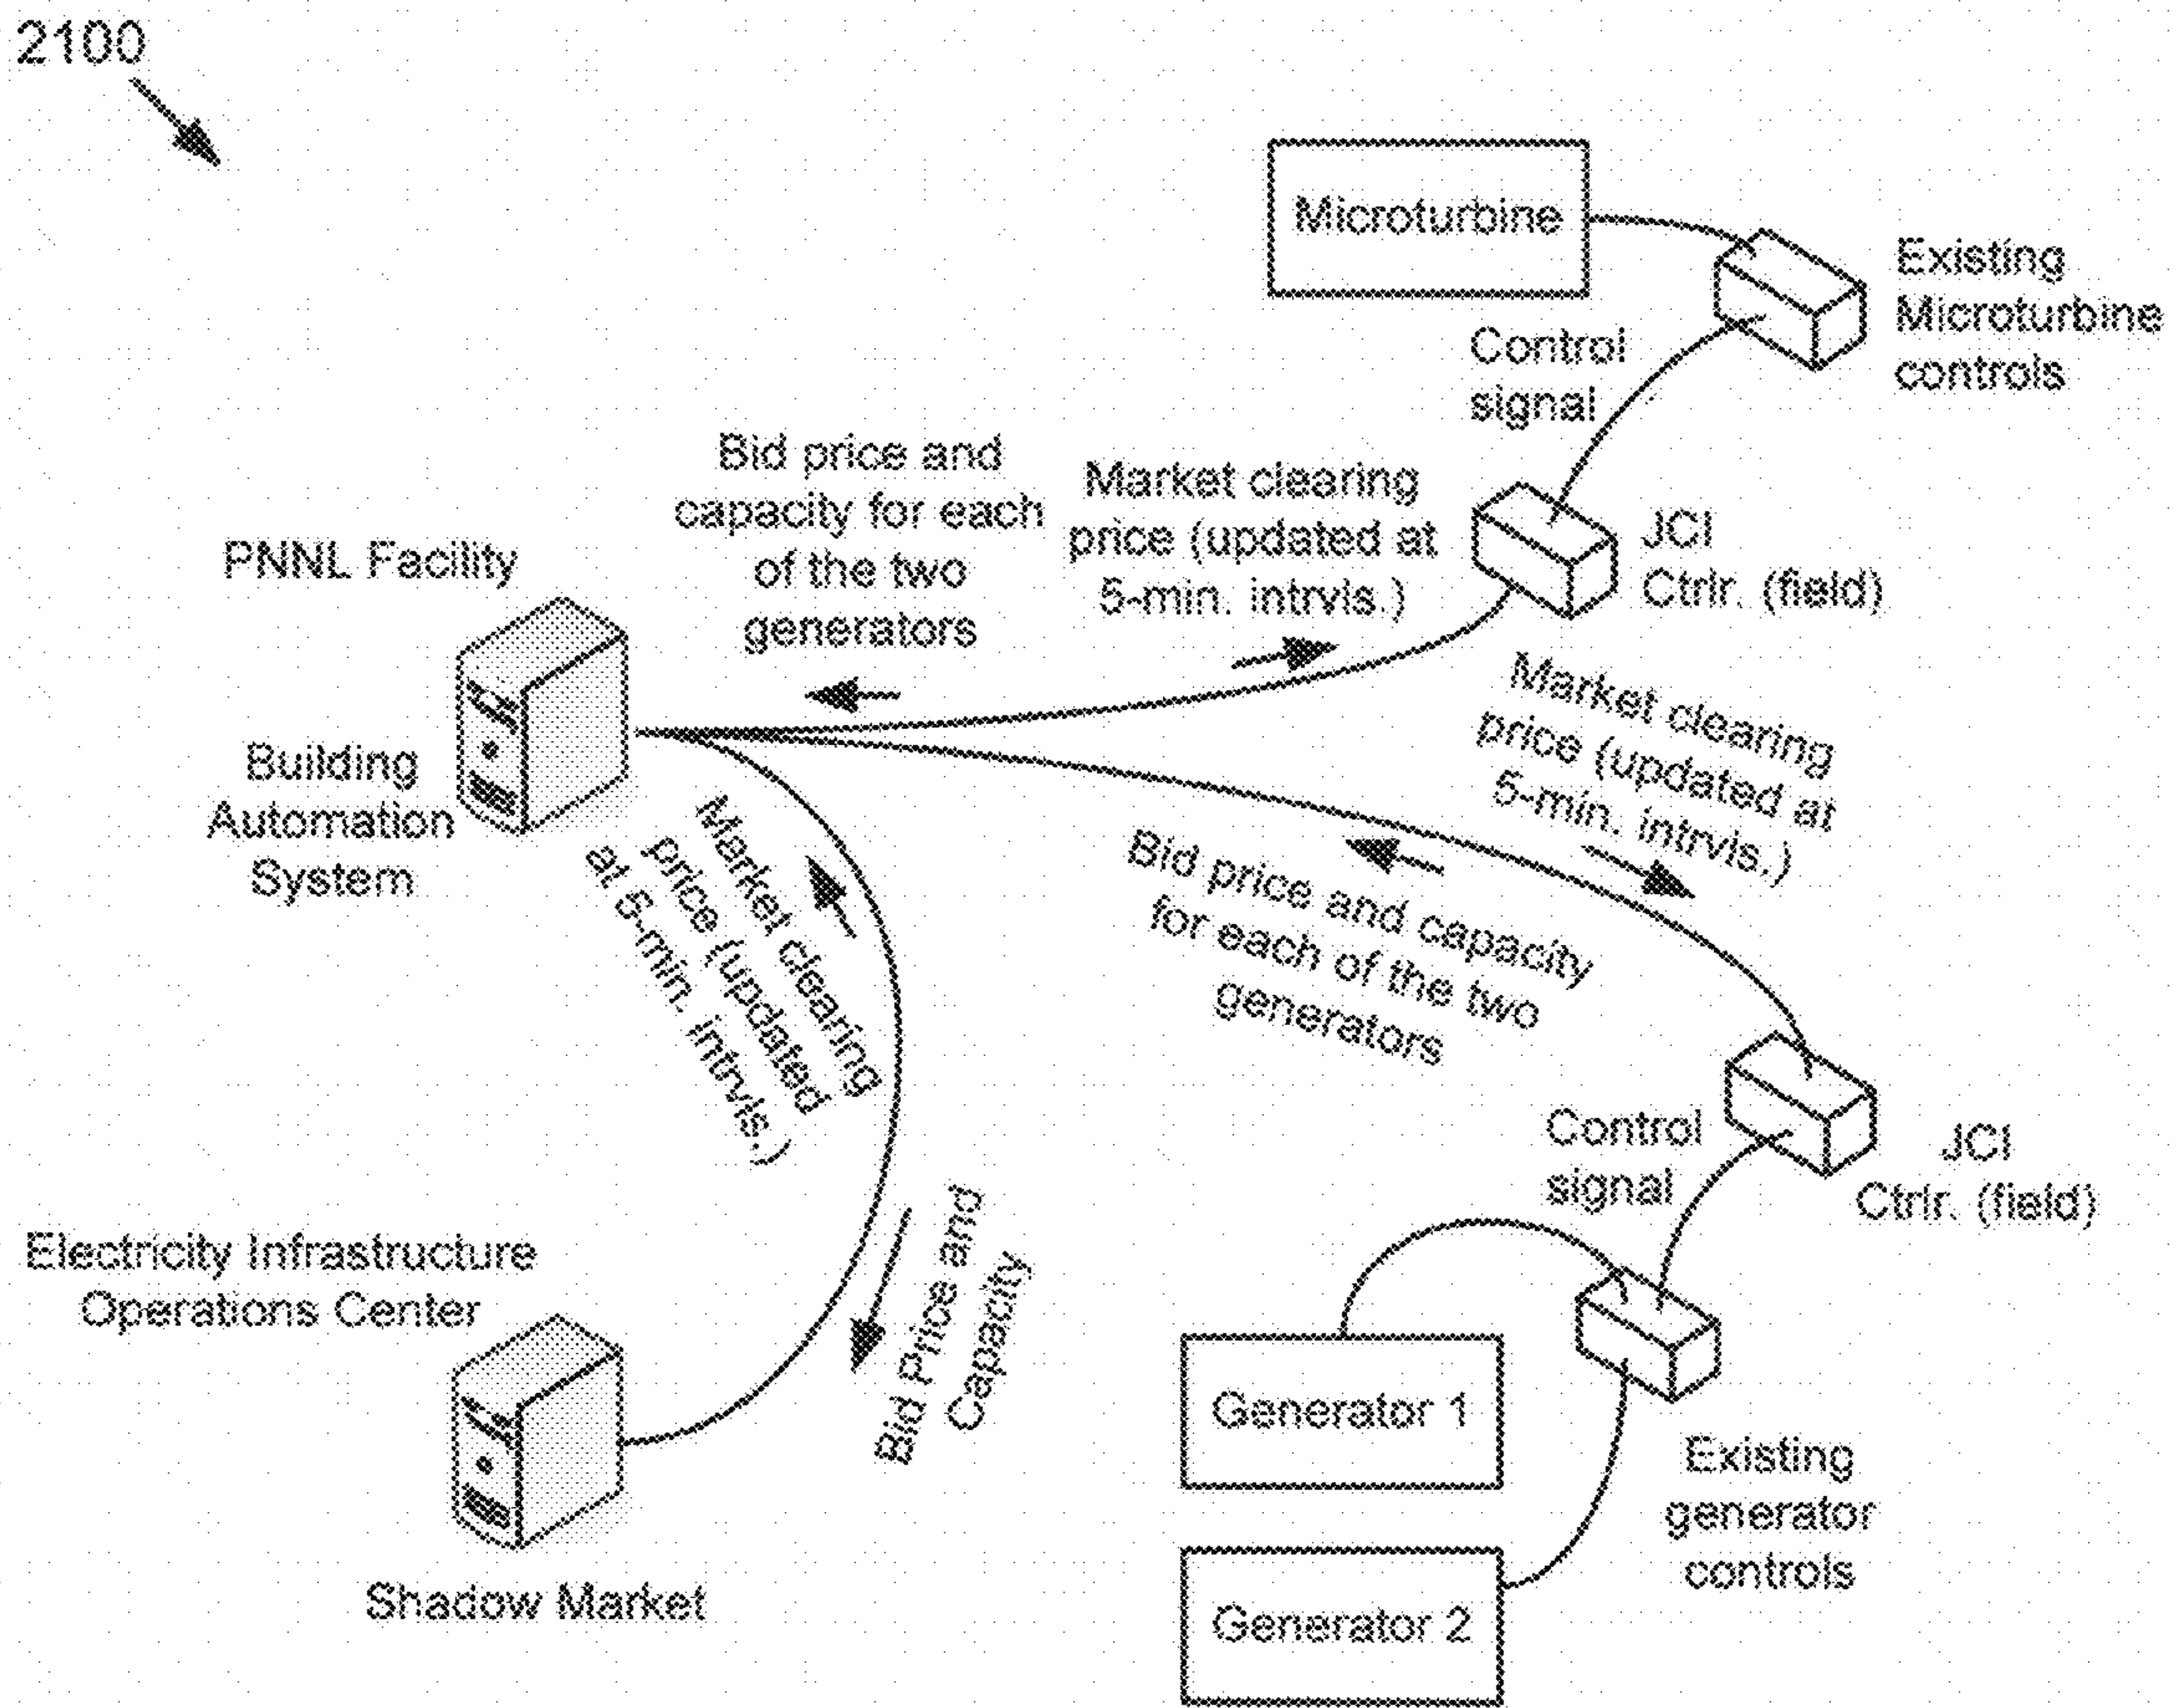 2100
Microturbine
Existing
Microturbine
controls
Control
signal
Bid price and
capacity for each
of the two
generators
Market clearing
price (updated at
5-min. intrvls.)
JCI
Ctrlr. (field)
PNNL Facility
Building
Automation
System
Market clearing
price (updated at
5-min. intrvls.)
Market clearing
price (updated
at 5-min. intrvls.)
Bid price and capacity
for each of the two
generators
Control
signal
JCI
Ctrlr. (field)
Electricity Infrastructure
Operations Center
Bid Price and
Capacity
Generator 1
Existing
generator
controls
Shadow Market
Generator 2